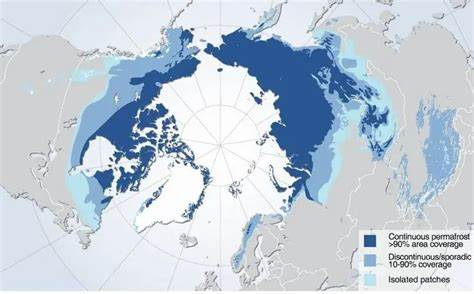 Continuous permafrost
>90% area coverage
Discontinuous/sporadic
10-90% coverage
Isolated patches